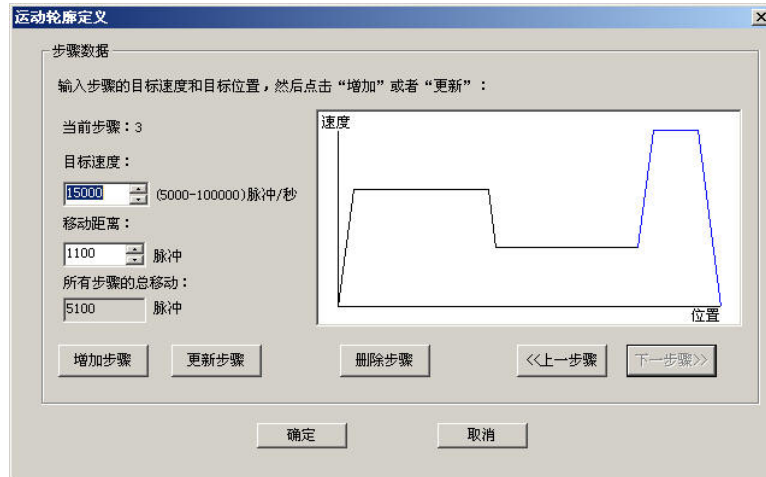 运动轮廓定义
步骤数据
输入步骤的目标速度和目标位置，然后点击“增加”或者“更新”：
当前步骤：3
目标速度：
15000 (5000-100000)脉冲/秒
移动距离：
1100 脉冲
所有步骤的总移动：
5100 脉冲
速度
位置
增加步骤 更新步骤 删除步骤 <<上一步骤 下一步骤>>
确定 取消